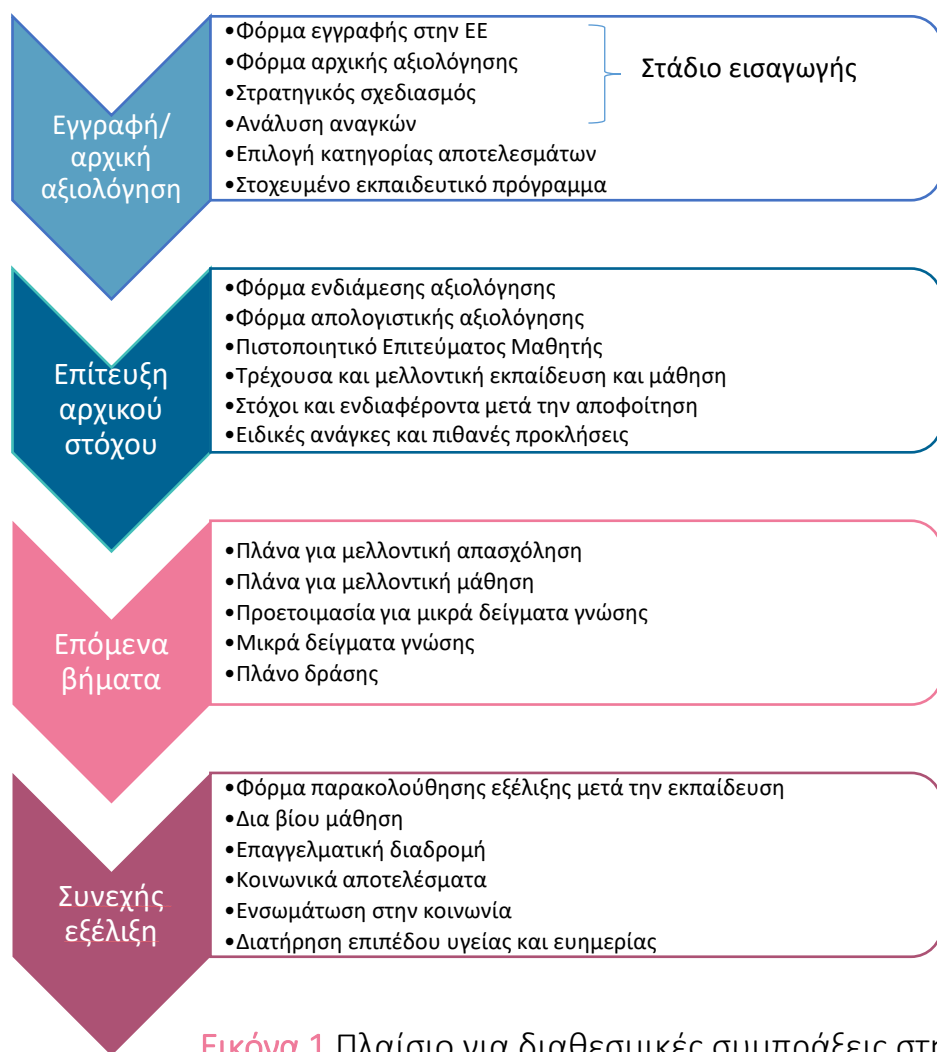 Εγγραφή/
αρχική
αξιολόγηση
•Φόρμα εγγραφής στην ΕΕ
•Φόρμα αρχικής αξιολόγησης
•Στρατηγικός σχεδιασμός
•Ανάλυση αναγκών
•Επιλογή κατηγορίας αποτελεσμάτων
•Στοχευμένο εκπαιδευτικό πρόγραμμα
Στάδιο εισαγωγής
Επίτευξη
αρχικού
στόχου
•Φόρμα ενδιάμεσης αξιολόγησης
•Φόρμα απολογιστικής αξιολόγησης
•Πιστοποιητικό Επιτεύματος Μαθητής
•Τρέχουσα και μελλοντική εκπαίδευση και μάθηση
•Στόχοι και ενδιαφέροντα μετά την αποφοίτηση
•Ειδικές ανάγκες και πιθανές προκλήσεις
Επόμενα
βήματα
•Πλάνα για μελλοντική απασχόληση
•Πλάνα για μελλοντική μάθηση
•Προετοιμασία για μικρά δείγματα γνώσης
•Μικρά δείγματα γνώσης
•Πλάνο δράσης
Συνεχής
εξέλιξη
•Φόρμα παρακολούθησης εξέλιξης μετά την εκπαίδευση
•Δια βίου μάθηση
•Επαγγελματική διαδρομή
•Κοινωνικά αποτελέσματα
•Ενσωμάτωση στην κοινωνία
•Διατήρηση επιπέδου υγείας και ευημερίας
Εικόνα 1 Πλαίσιο για διαθεσμικές συμπράξεις στη